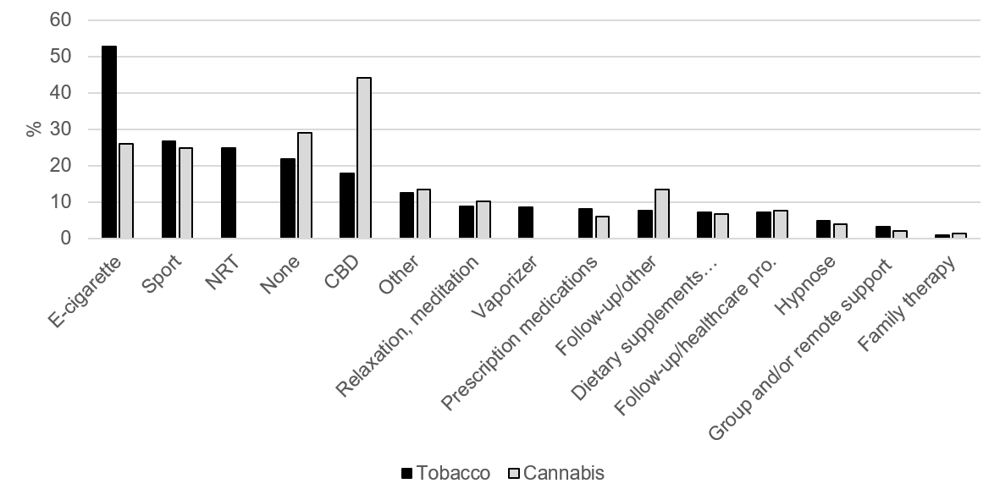 60
50
40
30
20
10
0
%
E-cigarette
Sport
NRT
None
CBD
Other
Relaxation, meditation
Vaporizer
Prescription medications
Follow-up/other
Dietary supplements…
Follow-up/healthcare pro.
Hypnose
Group and/or remote support
Family therapy
Tobacco
Cannabis